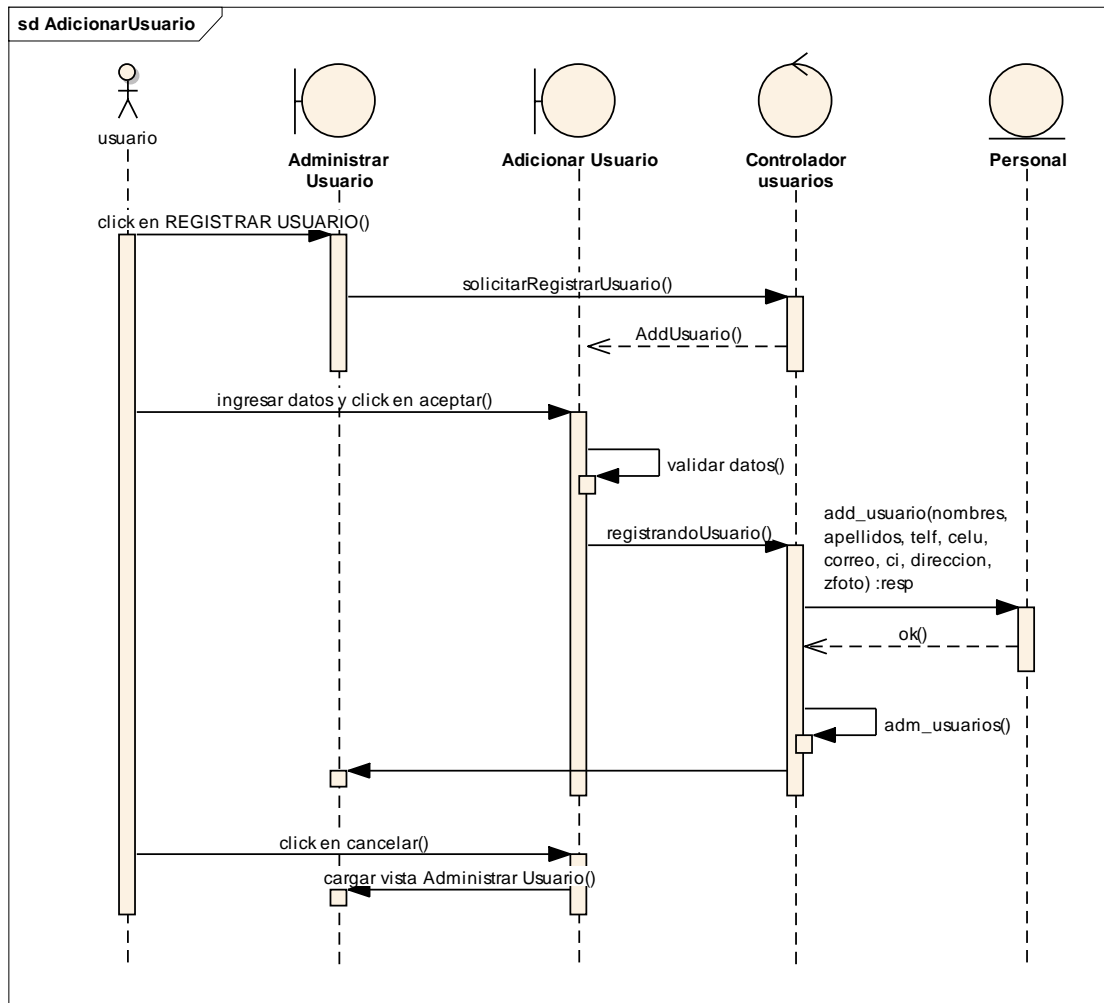 sd AdicionarUsuario
usuario
Administrar
Usuario
Adicionar Usuario
Controlador
usuarios
Personal
click en REGISTRAR USUARIO()
solicitarRegistrarUsuario()
AddUsuario()
ingresar datos y click en aceptar()
validar datos()
registrandoUsuario()
add_usuario(nombres,
apellidos, telf, celu,
correo, ci, direccion,
zfoto) :resp
ok()
adm_usuarios()
click en cancelar()
cargar vista Administrar Usuario()